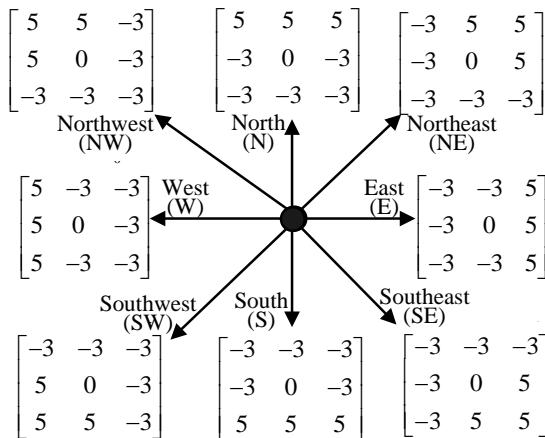 5 5 −3
5 0 −3
−3 −3 −3
5 5 5
−3 0 −3
−3 −3 −3
−3 5 5
−3 0 5
−3 −3 −3
Northwest
(NW)
North
(N)
Northeast
(NE)
5 −3 −3
5 0 −3
5 −3 −3
West
(W)
East
(E)
−3 −3 5
−3 0 5
−3 −3 5
Southwest
(SW)
South
(S)
Southeast
(SE)
−3 −3 −3
5 0 −3
5 5 −3
−3 −3 −3
−3 0 −3
5 5 5
−3 −3 −3
−3 0 5
−3 5 5